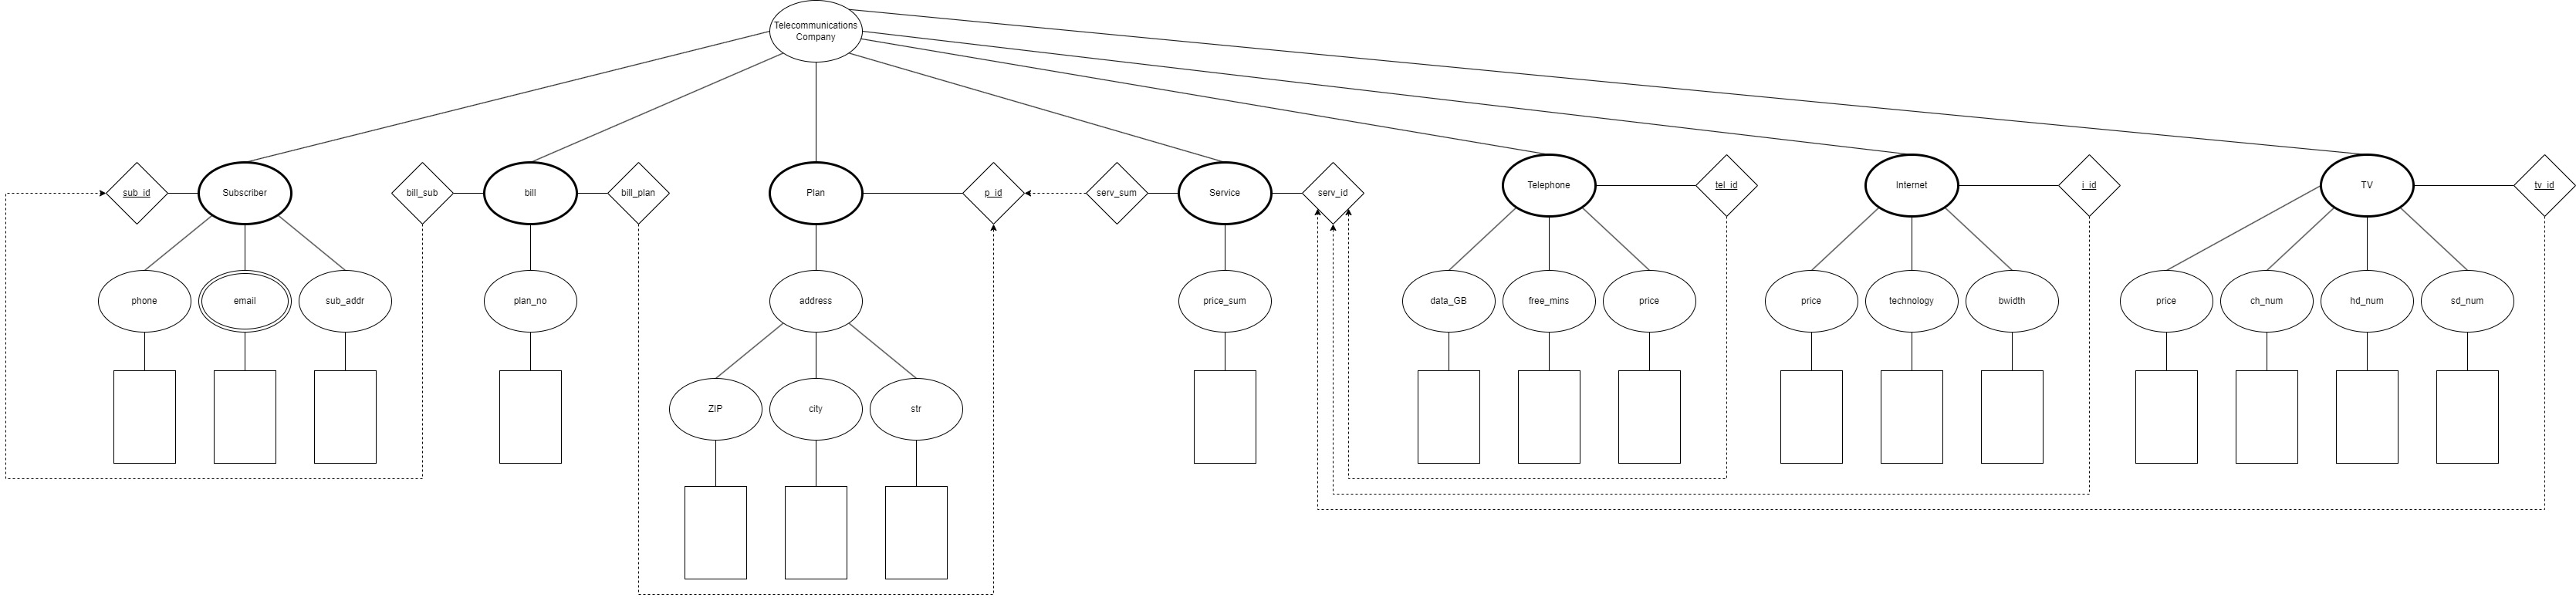 Telecommunications
Company
sub_id
Subscriber
bill_sub
bill
bill_plan
Plan
p_id
serv_sum
Service
serv_id
Telephone
tel_id
Internet
i_id
TV
tv_id
phone
email
sub_addr
plan_no
address
price_sum
data_GB
free_mins
price
price
technology
bwidth
price
ch_num
hd_num
sd_num
ZIP
city
str